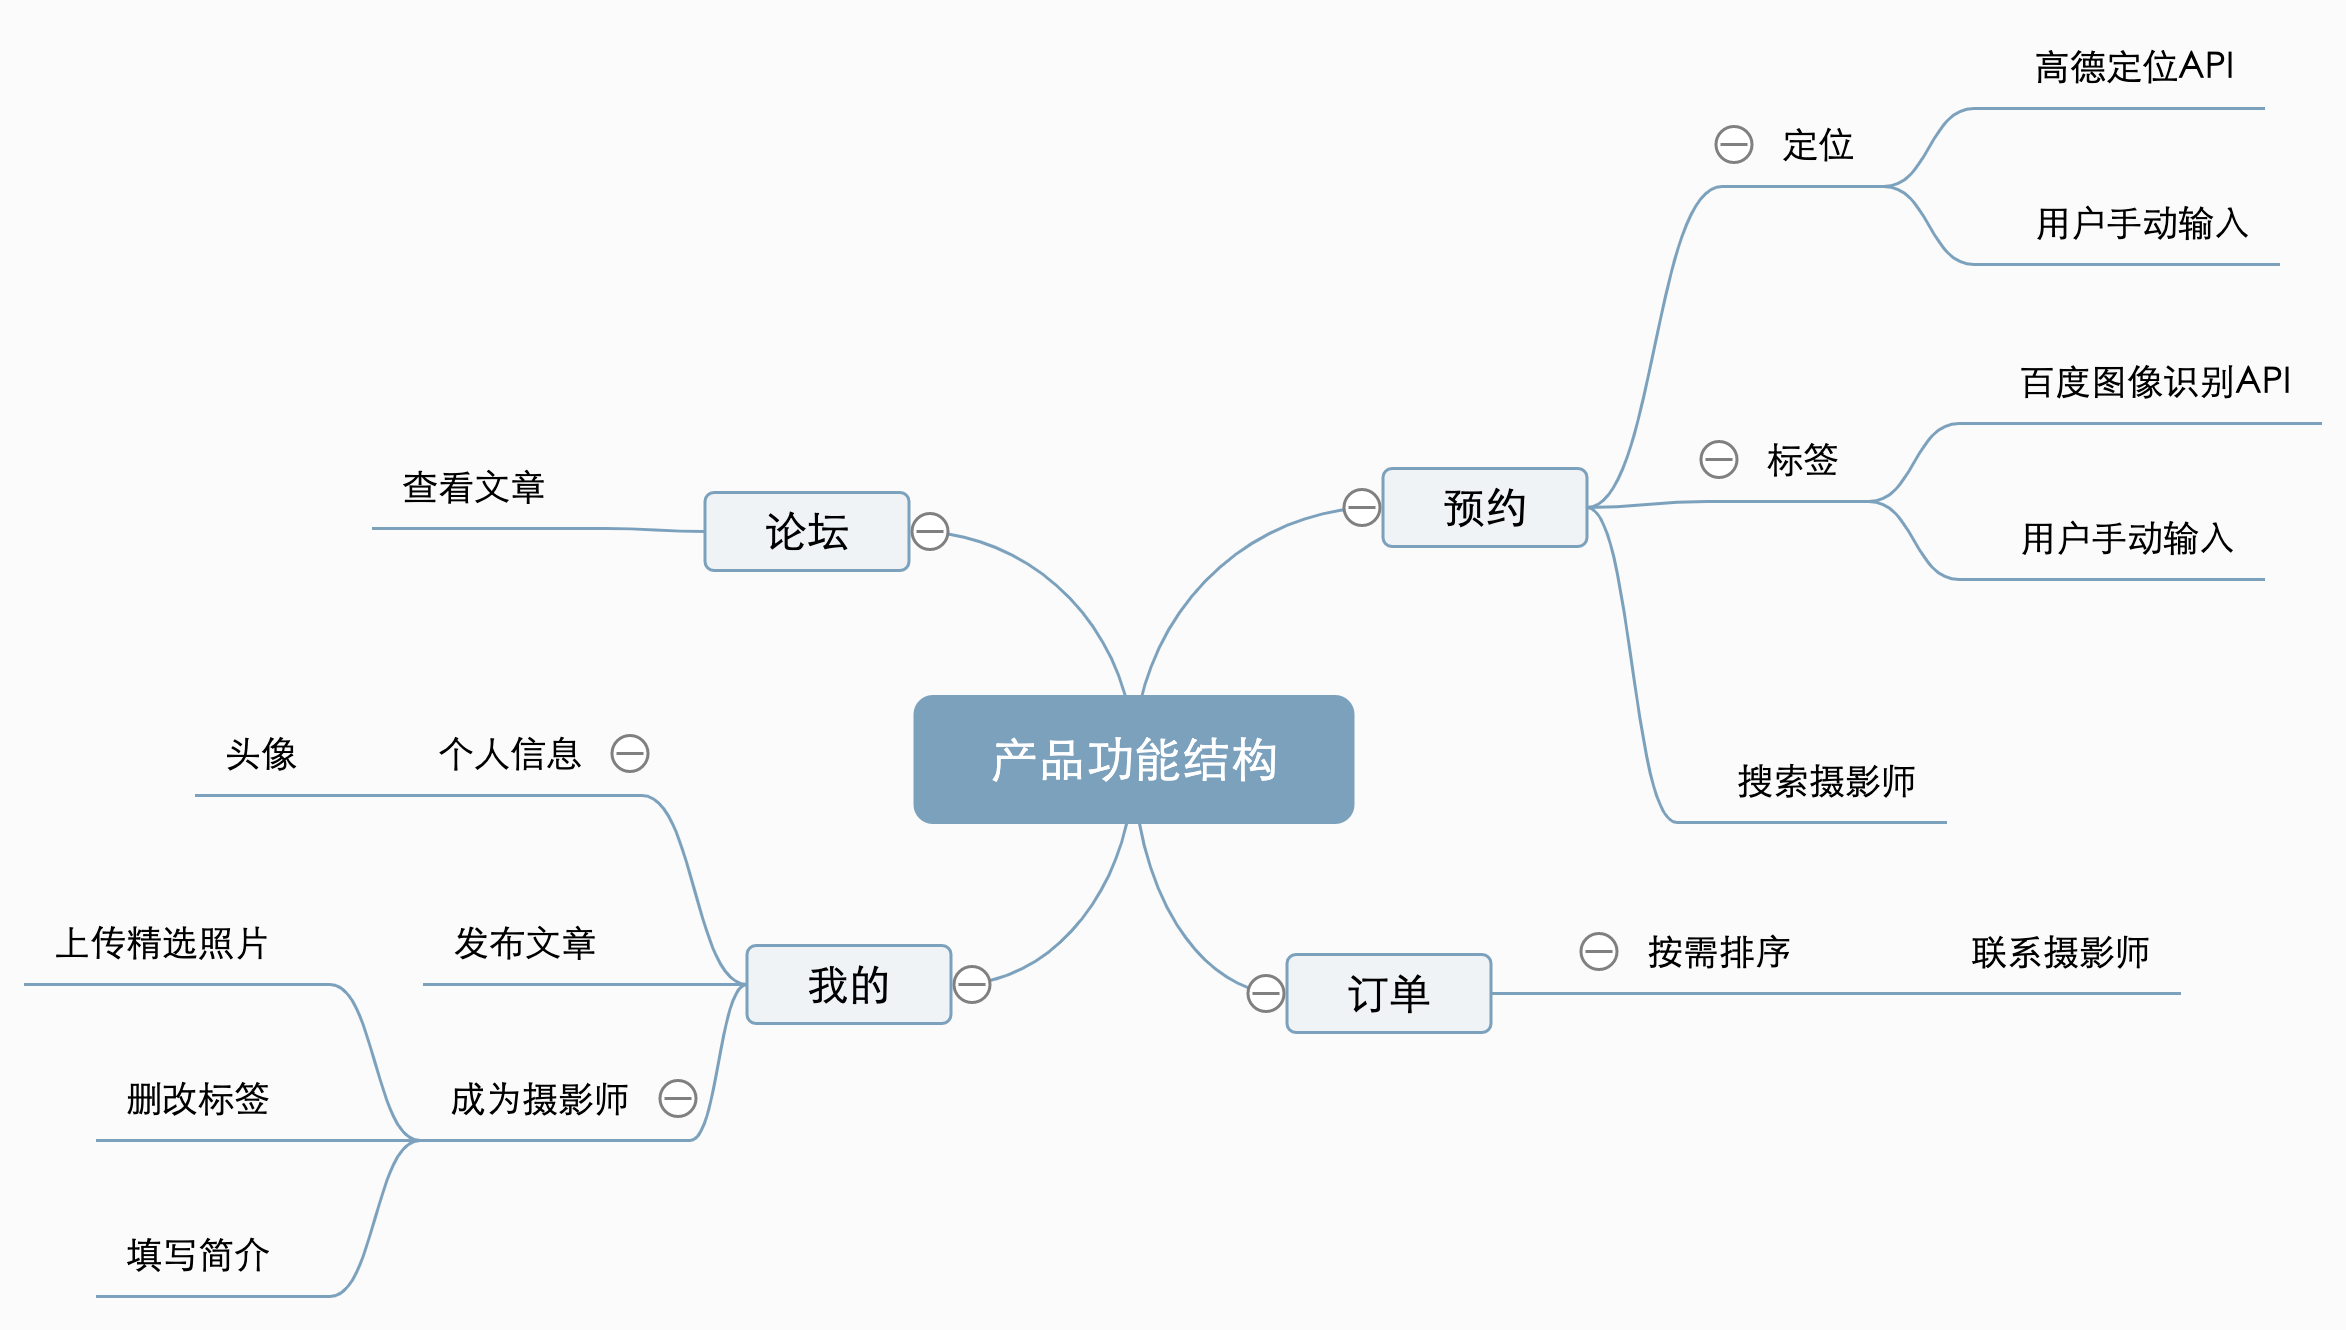 产品功能结构
预约
定位
高德定位API
用户手动输入
标签
百度图像识别API
用户手动输入
搜索摄影师
订单
按需排序
联系摄影师
论坛
查看文章
我的
个人信息
头像
发布文章
成为摄影师
上传精选照片
删改标签
填写简介